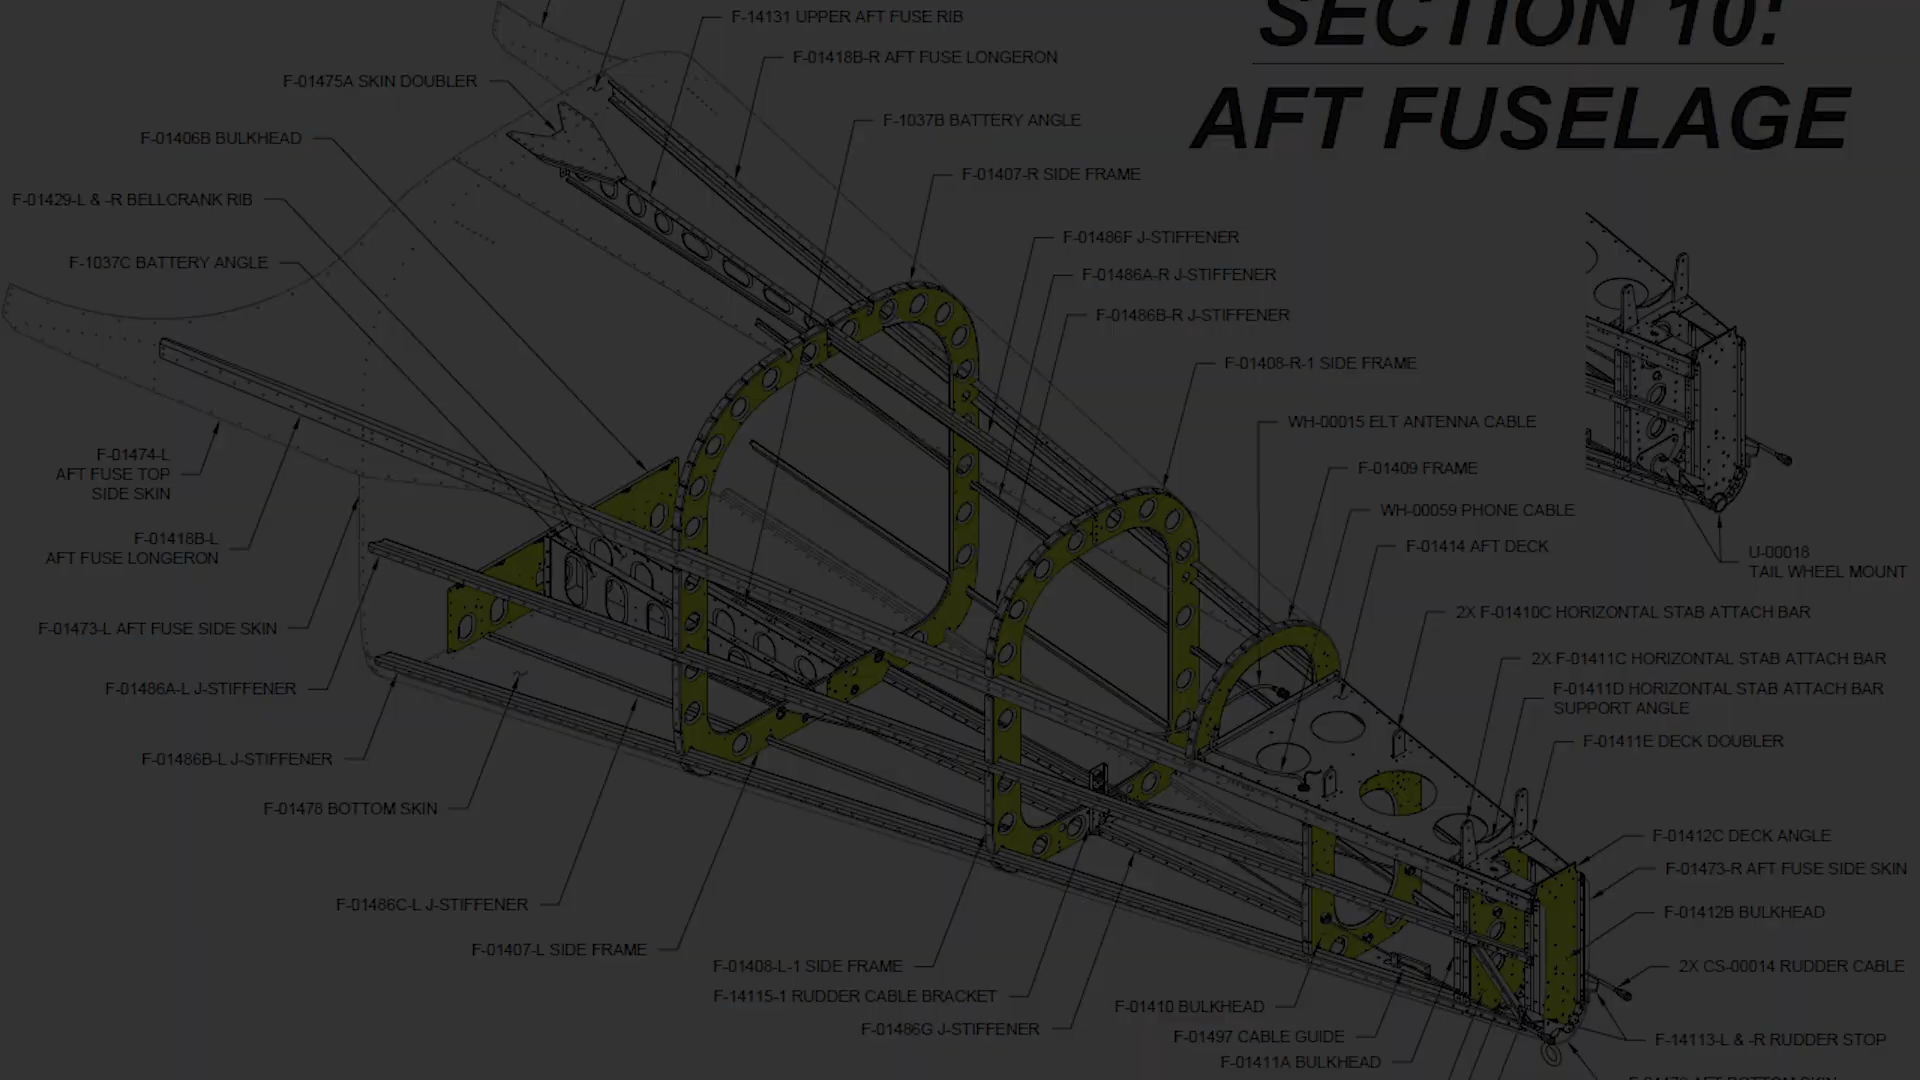 SECTION 10:
AFT FUSELAGE
F-14131 UPPER AFT FUSE RIB
F-01418B-R AFT FUSE LONGERON
F-01475A SKIN DOUBLER
F-1037B BATTERY ANGLE
F-01406B BULKHEAD
F-01407-R SIDE FRAME
F-01429-L & -R BELLCRANK RIB
F-01486F J-STIFFENER
F-1037C BATTERY ANGLE
F-01486A-R J-STIFFENER
F-01486B-R J-STIFFENER
F-01408-R-1 SIDE FRAME
WH-00015 ELT ANTENNA CABLE
F-01474-L
AFT FUSE TOP
SIDE SKIN
F-01409 FRAME
WH-00059 PHONE CABLE
F-01418B-L
AFT FUSE LONGERON
F-01414 AFT DECK
U-00018
TAIL WHEEL MOUNT
2X F-01410C HORIZONTAL STAB ATTACH BAR
F-01473-L AFT FUSE SIDE SKIN
2X F-01411C HORIZONTAL STAB ATTACH BAR
F-01486A-L J-STIFFENER
F-01411D HORIZONTAL STAB ATTACH BAR
SUPPORT ANGLE
F-01411E DECK DOUBLER
F-01486B-L J-STIFFENER
F-01478 BOTTOM SKIN
F-01412C DECK ANGLE
F-01473-R AFT FUSE SIDE SKIN
F-01486C-L J-STIFFENER
F-01412B BULKHEAD
F-01407-L SIDE FRAME
F-01408-L-1 SIDE FRAME
2X CS-00014 RUDDER CABLE
F-14115-1 RUDDER CABLE BRACKET
F-01410 BULKHEAD
F-01486G J-STIFFENER
F-01497 CABLE GUIDE
F-14113-L & -R RUDDER STOP
F-01411A BULKHEAD
AFT BOTTOM SKIN